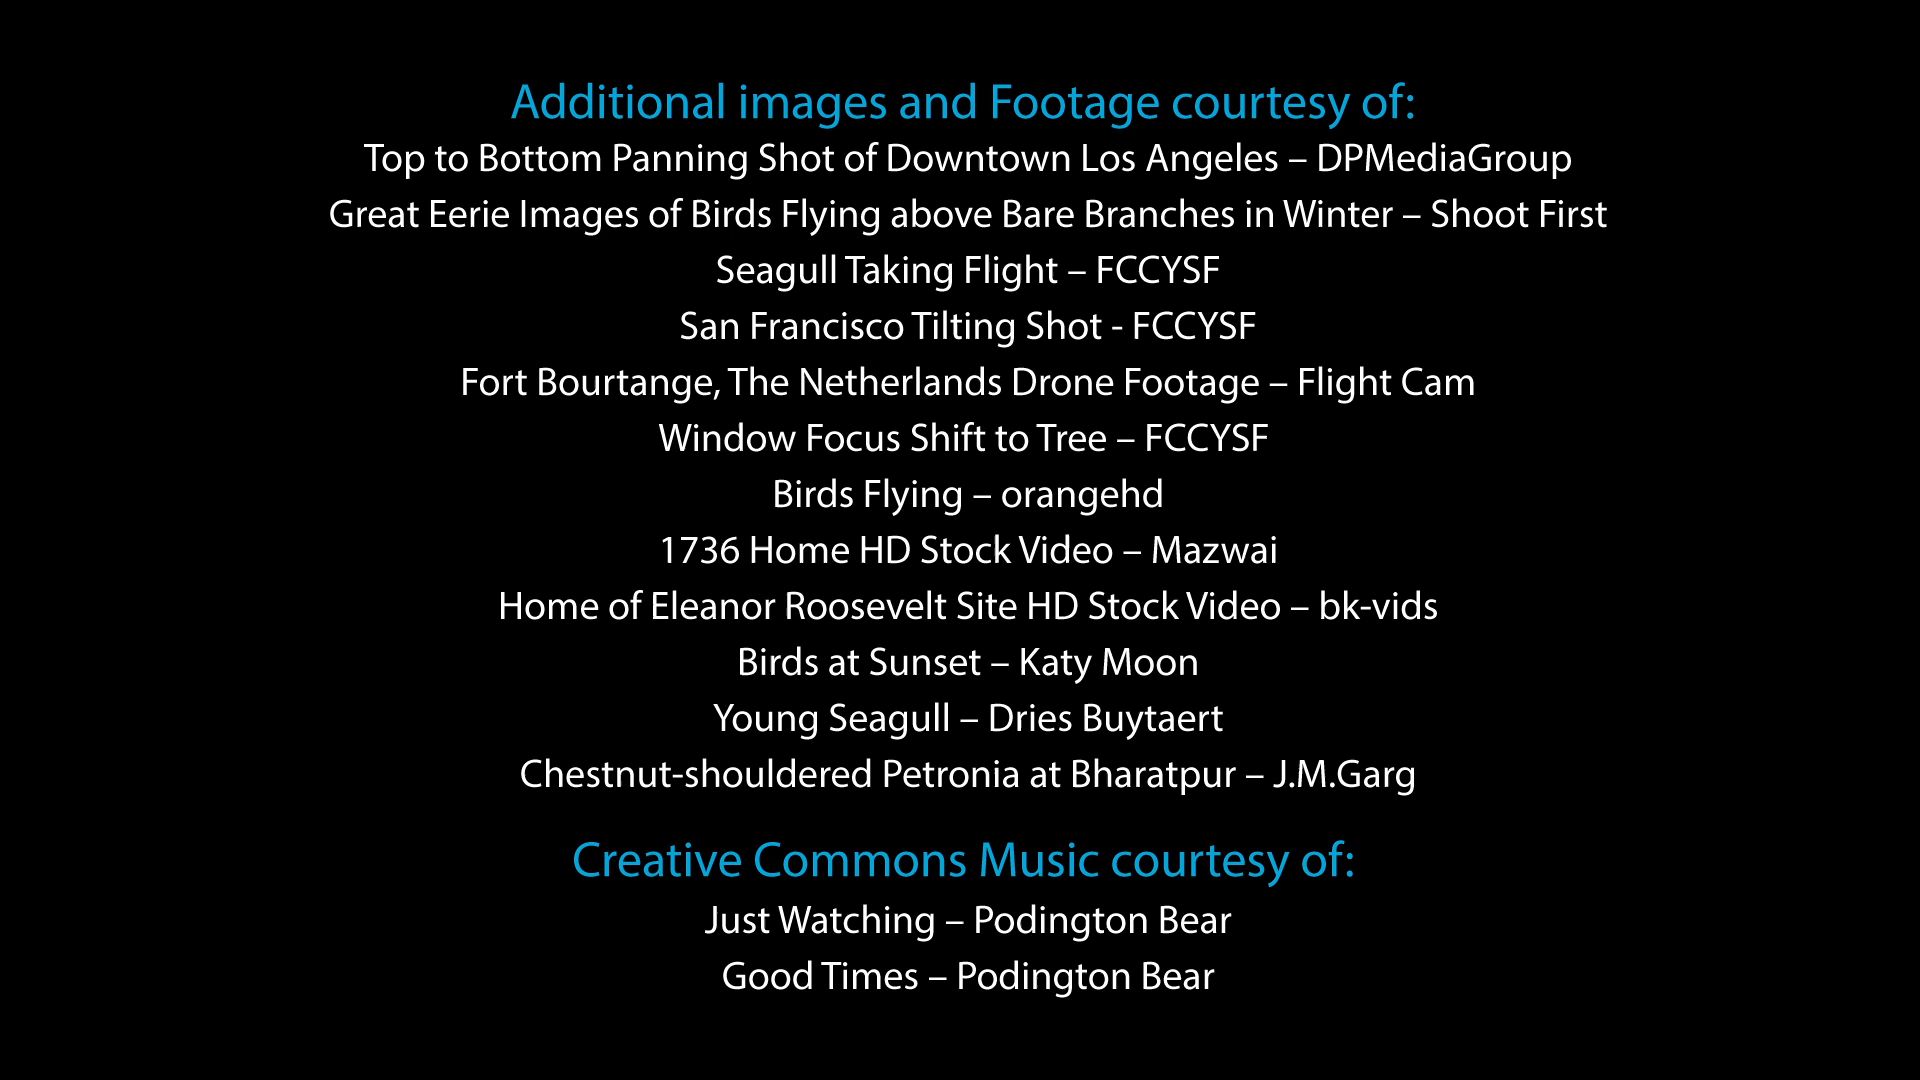 Additional images and Footage courtesy of:
Top to Bottom Panning Shot of Downtown Los Angeles – DPMediaGroup
Great Eerie Images of Birds Flying above Bare Branches in Winter – Shoot First
Seagull Taking Flight – FCCYSF
San Francisco Tilting Shot - FCCYSF
Fort Bourtange, The Netherlands Drone Footage – Flight Cam
Window Focus Shift to Tree – FCCYSF
Birds Flying – orangehd
1736 Home HD Stock Video – Mazwai
Home of Eleanor Roosevelt Site HD Stock Video – bk-vids
Birds at Sunset – Katy Moon
Young Seagull – Dries Buytaert
Chestnut-shouldered Petronia at Bharatpur – J.M.Garg
Creative Commons Music courtesy of:
Just Watching – Podington Bear
Good Times – Podington Bear